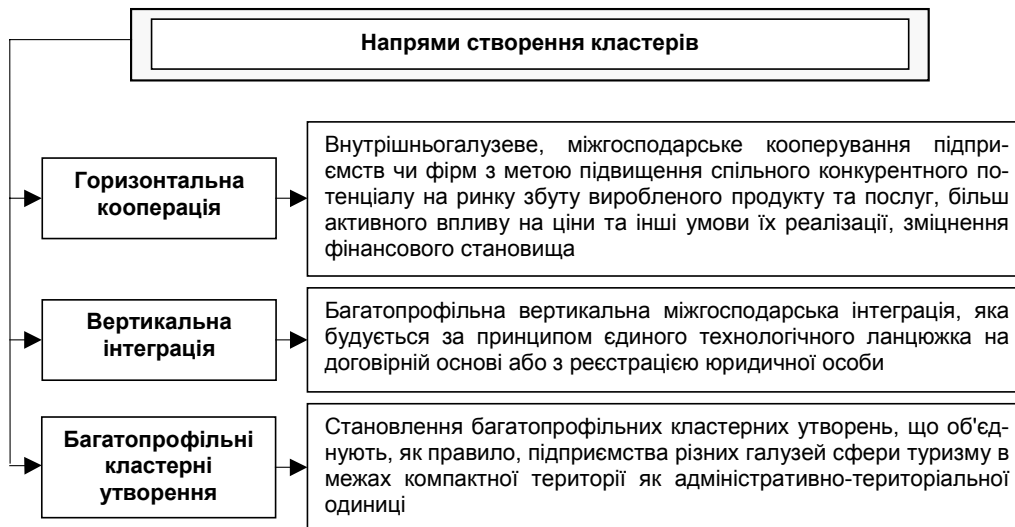 Напрями створення кластерів
Горизонтальна
кооперація
Внутрішньогалузеве, міжгосподарське кооперування підпри-
ємств чи фірм з метою підвищення спільного конкурентного по-
тенціалу на ринку збуту виробленого продукту та послуг, більш
активного впливу на ціни та інші умови їх реалізації, зміцнення
фінансового становища
Вертикальна
інтеграція
Багатопрофільна вертикальна міжгосподарська інтеграція, яка
будується за принципом єдиного технологічного ланцюжка на
договірній основі або з реєстрацією юридичної особи
Багатопрофільні
кластерні
утворення
Становлення багатопрофільних кластерних утворень, що об'єд-
нують, як правило, підприємства різних галузей сфери туризму в
межах компактної території як адміністративно-територіальної
одиниці